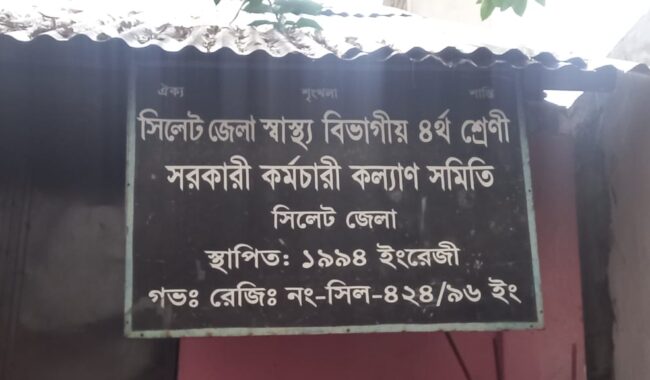 ঐক্য শৃংখলা শান্তি
সিলেট জেলা স্বাস্থ্য বিভাগীয় ৪র্থ শ্রেণী
সরকারী কর্মচারী কল্যাণ সমিতি
সিলেট জেলা
স্থাপিত: ১৯৯৪ ইংরেজী
গভঃ রেজিঃ নং-সিল-৪২৪/৯৬ ইং